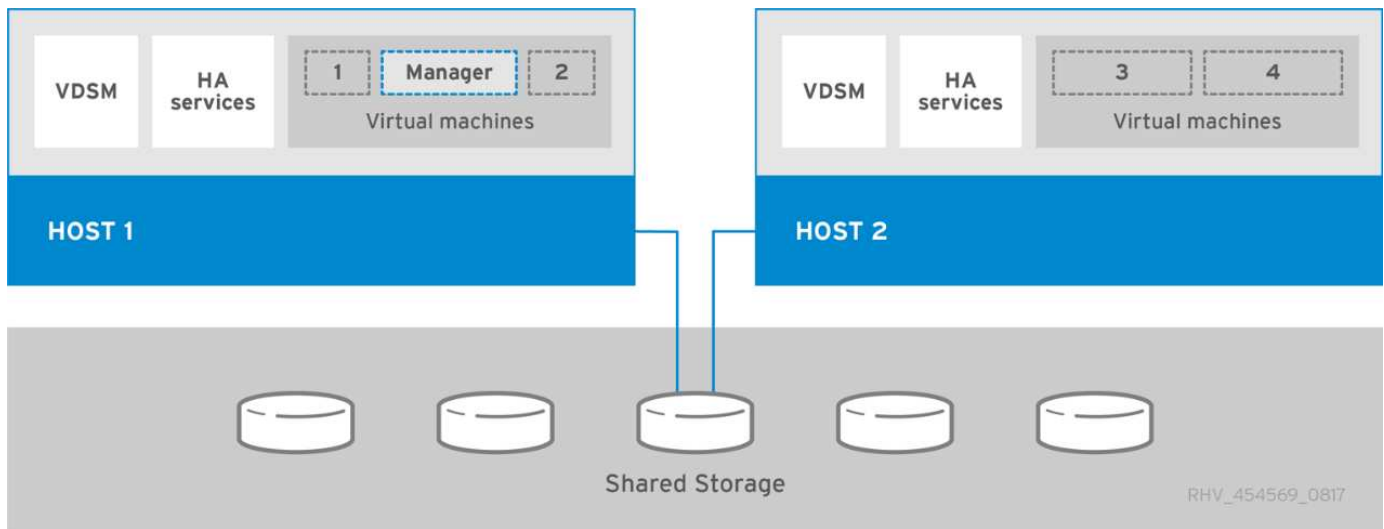 VDSM
HA
services
1
Manager
2
Virtual machines
HOST 1
VDSM
HA
services
3
4
Virtual machines
HOST 2
Shared Storage
RHV_454569_0817